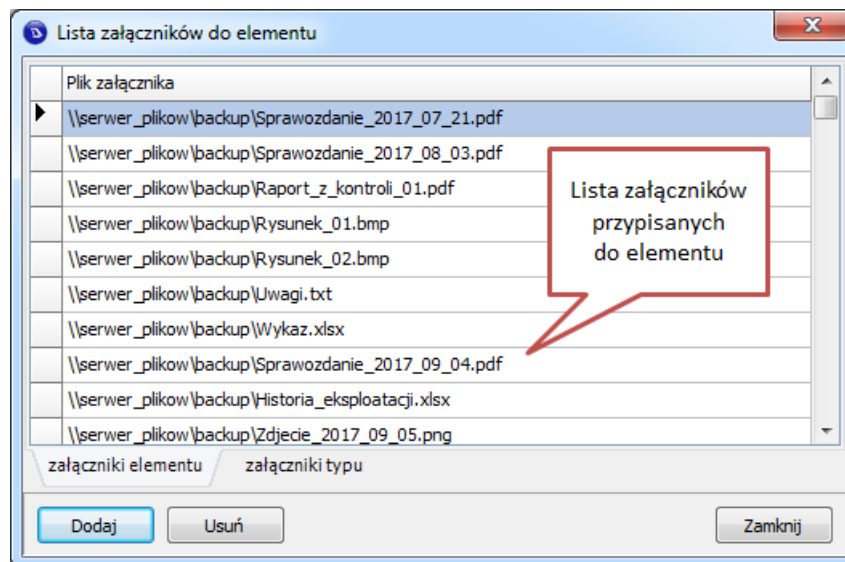 Lista załączników do elementu
Plik załącznika
\\serwer_plikow\backup\Sprawozdanie_2017_07_21.pdf
\\serwer_plikow\backup\Sprawozdanie_2017_08_03.pdf
\\serwer_plikow\backup\Raport_z_kontroli_01.pdf
\\serwer_plikow\backup\Rysunek_01.bmp
\\serwer_plikow\backup\Rysunek_02.bmp
\\serwer_plikow\backup\Uwagi.txt
\\serwer_plikow\backup\Wykaz.xlsx
\\serwer_plikow\backup\Sprawozdanie_2017_09_04.pdf
\\serwer_plikow\backup\Historia_eksploatacji.xlsx
\\serwer_plikow\backup\Zdjecie_2017_09_05.png
Lista załączników
przypisanych
do elementu
załączniki elementu załączniki typu
Dodaj Usuń Zamknij